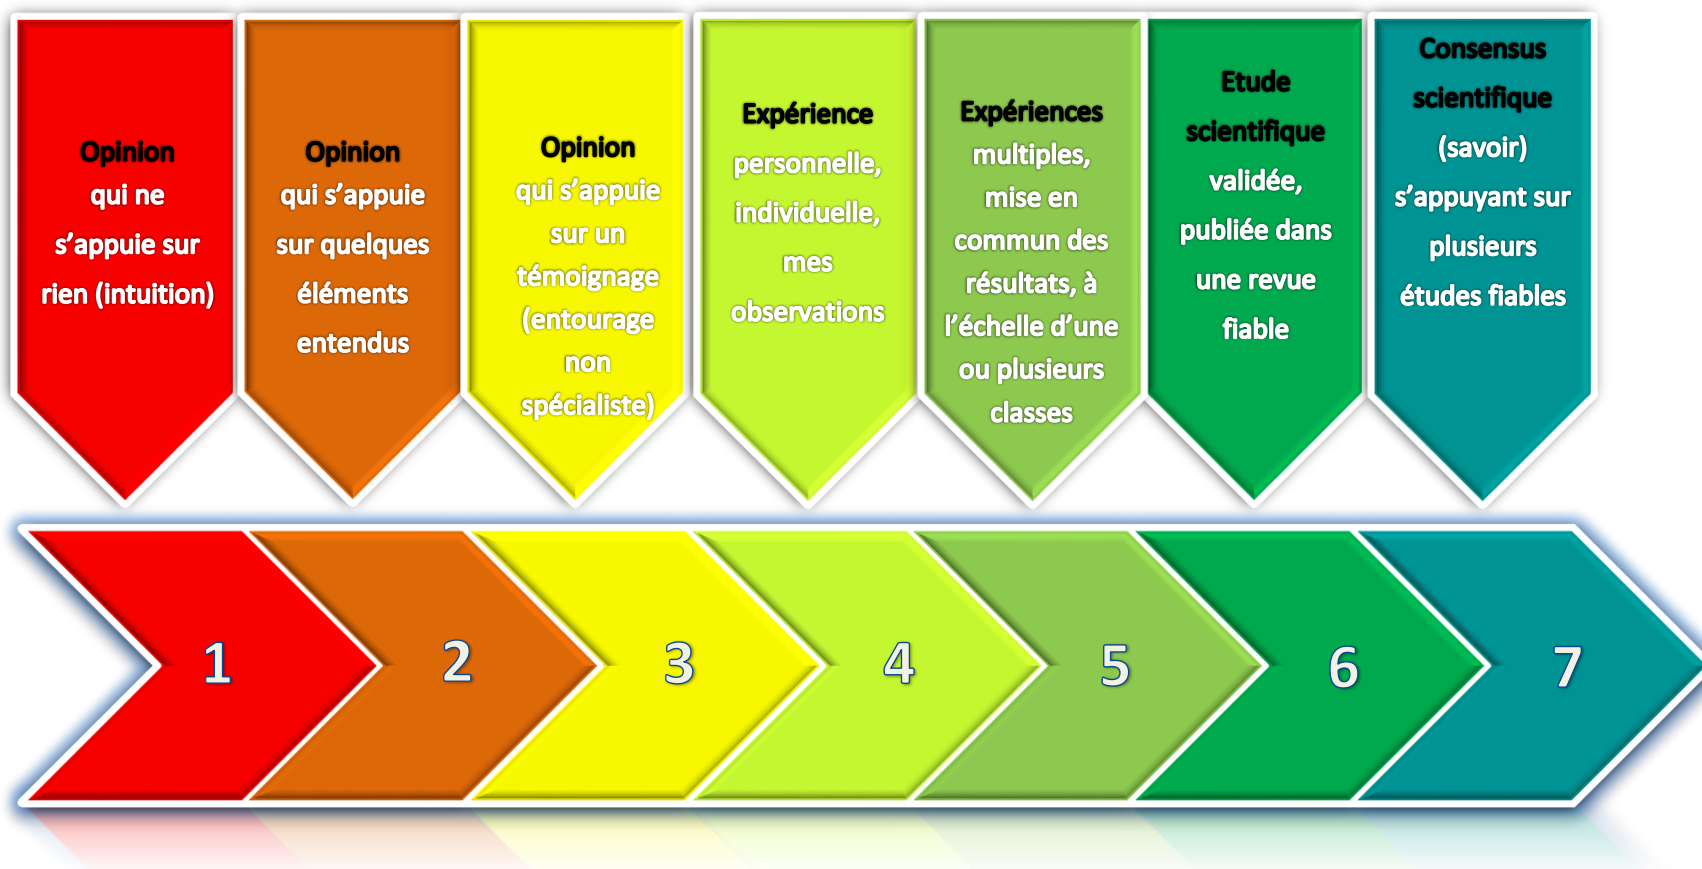 Opinion
qui ne
s’appuie sur
rien (intuition)
Opinion
qui s’appuie
sur quelques
éléments
entendus
Opinion
qui s’appuie
sur un
témoignage
(entourage
non
spécialiste)
Expérience
personnelle,
individuelle,
mes
observations
Expériences
multiples,
mise en
commun des
résultats, à
l’échelle d’une
ou plusieurs
classes
Etude
scientifique
validée,
publiée dans
une revue
fiable
Consensus
scientifique
(savoir)
s’appuyant sur
plusieurs
études fiables
1
2
3
4
5
6
7